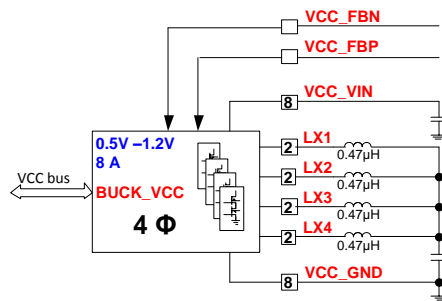 VCC_FBN
VCC_FBP
8 VCC_VIN
0.5V –1.2V
8 A
VCC bus
BUCK_VCC
4 Φ
2 LX1
0.47µH
2 LX2
0.47µH
2 LX3
0.47µH
2 LX4
0.47µH
8 VCC_GND